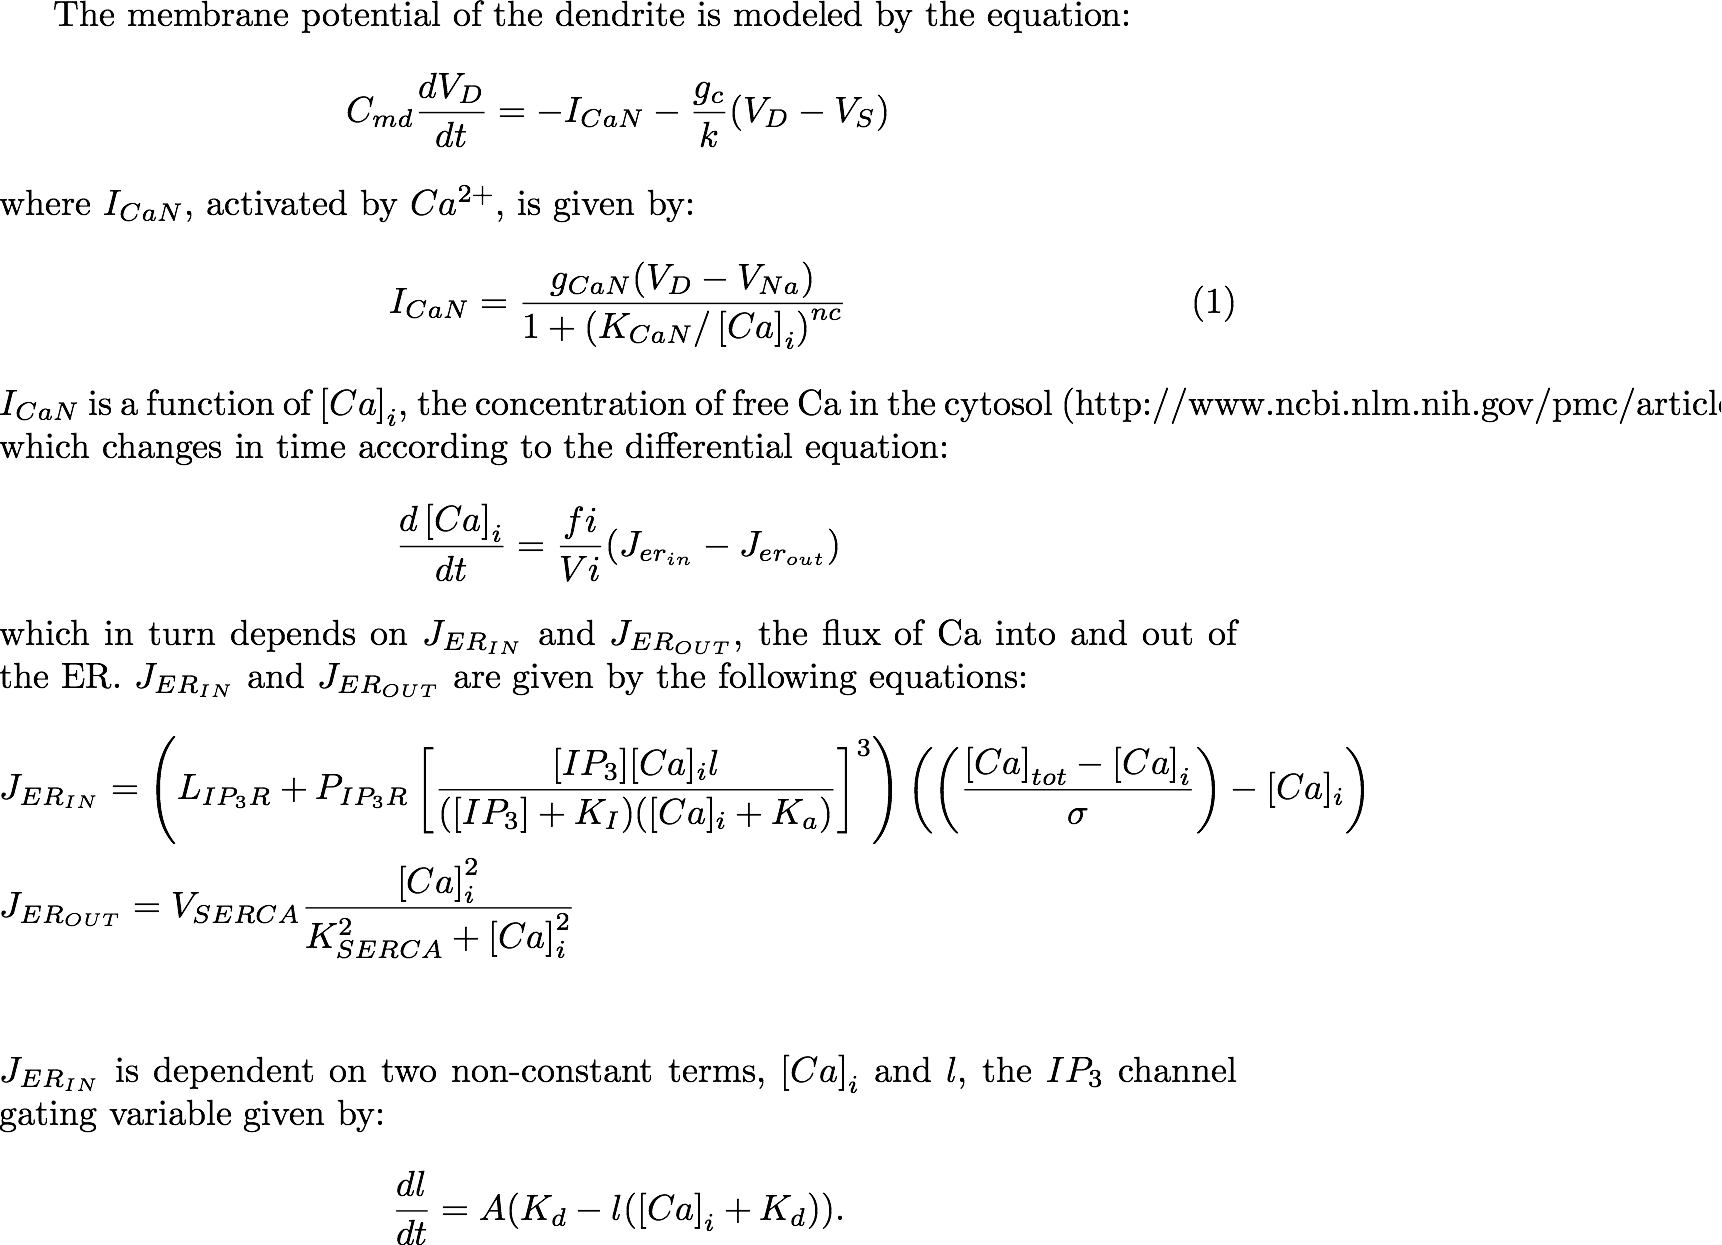 The membrane potential of the dendrite is modeled by the equation:
$C_{md}\frac{dV_D}{dt} = -I_{CaN} - \frac{g_c}{k}(V_D - V_S)$
where $I_{CaN}$, activated by $Ca^{2+}$, is given by:
$I_{CaN} = \frac{g_{CaN}(V_D - V_{Na})}{1 + (K_{CaN}/[Ca]_i)^{nc}}$ (1)
$I_{CaN}$ is a function of $[Ca]_i$, the concentration of free Ca in the cytosol (http://www.ncbi.nlm.nih.gov/pmc/
which changes in time according to the differential equation:
$\frac{d[Ca]_i}{dt} = \frac{fi}{Vi}(J_{er_{in}} - J_{er_{out}})$
which in turn depends on $J_{ER_{IN}}$ and $J_{ER_{OUT}}$, the flux of Ca into and out of
the ER. $J_{ER_{IN}}$ and $J_{ER_{OUT}}$ are given by the following equations:
$J_{ER_{IN}} = \left(L_{IP_3R} + P_{IP_3R}\left[\frac{[IP_3][Ca]_i l}{([IP_3] + K_I)([Ca]_i + K_a)}\right]^3\right)\left(\left(\frac{[Ca]_{tot} - [Ca]_i}{\sigma}\right) - [Ca]_i\right)$
$J_{ER_{OUT}} = V_{SERCA}\frac{[Ca]_i^2}{K_{SERCA}^2 + [Ca]_i^2}$
$J_{ER_{IN}}$ is dependent on two non-constant terms, $[Ca]_i$ and $l$, the $IP_3$ channel
gating variable given by:
$\frac{dl}{dt} = A(K_d - l([Ca]_i + K_d)).$